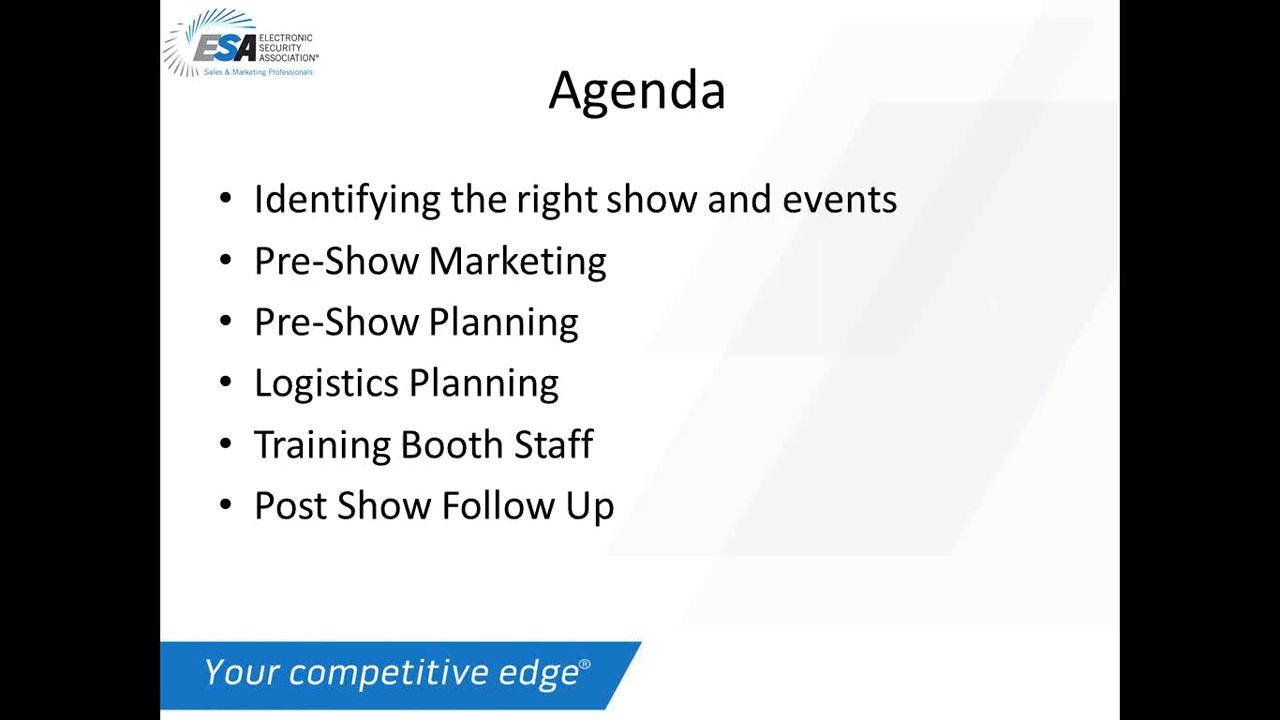 ESA ELECTRONIC
SECURITY
ASSOCIATION®
Sales & Marketing Professionals
Agenda
• Identifying the right show and events
• Pre-Show Marketing
• Pre-Show Planning
• Logistics Planning
• Training Booth Staff
• Post Show Follow Up
Your competitive edge®